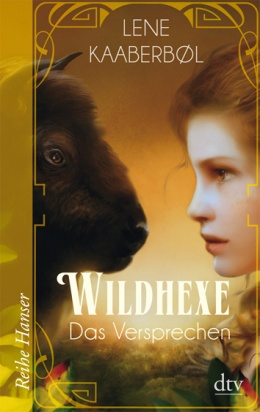 LENE
KAABERBØL
WILDHEXE
Das Versprechen
Reihe Hanser
dtv